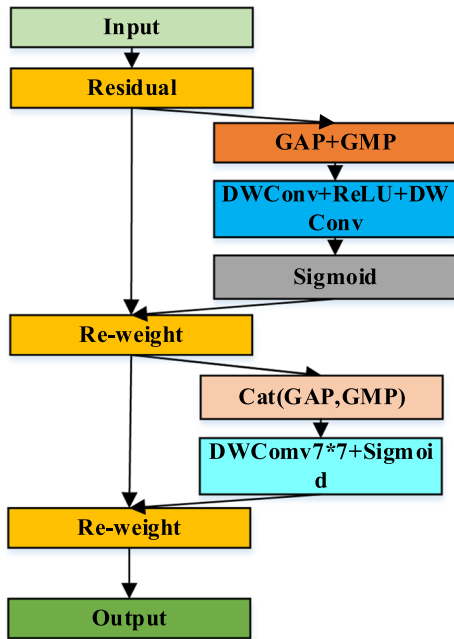 Input
Residual
GAP+GMP
DWConv+ReLU+DW
Conv
Sigmoid
Re-weight
Cat(GAP,GMP)
DWComv7*7+Sigmoi
d
Re-weight
Output